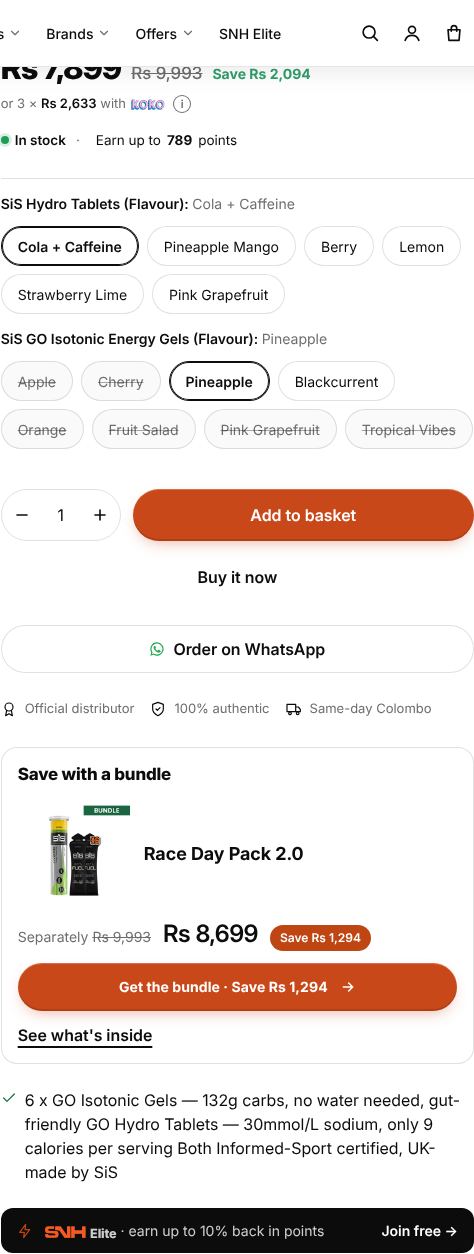 Brands Offers SNH Elite
Rs 7,899 Rs 9,993 Save Rs 2,094
or 3 × Rs 2,633 with KOKO i
In stock · Earn up to 789 points
SiS Hydro Tablets (Flavour): Cola + Caffeine
Cola + Caffeine Pineapple Mango Berry Lemon
Strawberry Lime Pink Grapefruit
SiS GO Isotonic Energy Gels (Flavour): Pineapple
Apple Cherry Pineapple Blackcurrent
Orange Fruit Salad Pink Grapefruit Tropical Vibes
− 1 + Add to basket
Buy it now
Order on WhatsApp
Official distributor 100% authentic Same-day Colombo
Save with a bundle
BUNDLE
SiS
Race Day Pack 2.0
Separately Rs 9,993 Rs 8,699 Save Rs 1,294
Get the bundle · Save Rs 1,294 →
See what's inside
6 x GO Isotonic Gels — 132g carbs, no water needed, gut-
friendly GO Hydro Tablets — 30mmol/L sodium, only 9
calories per serving Both Informed-Sport certified, UK-
made by SiS
SNH Elite · earn up to 10% back in points Join free →